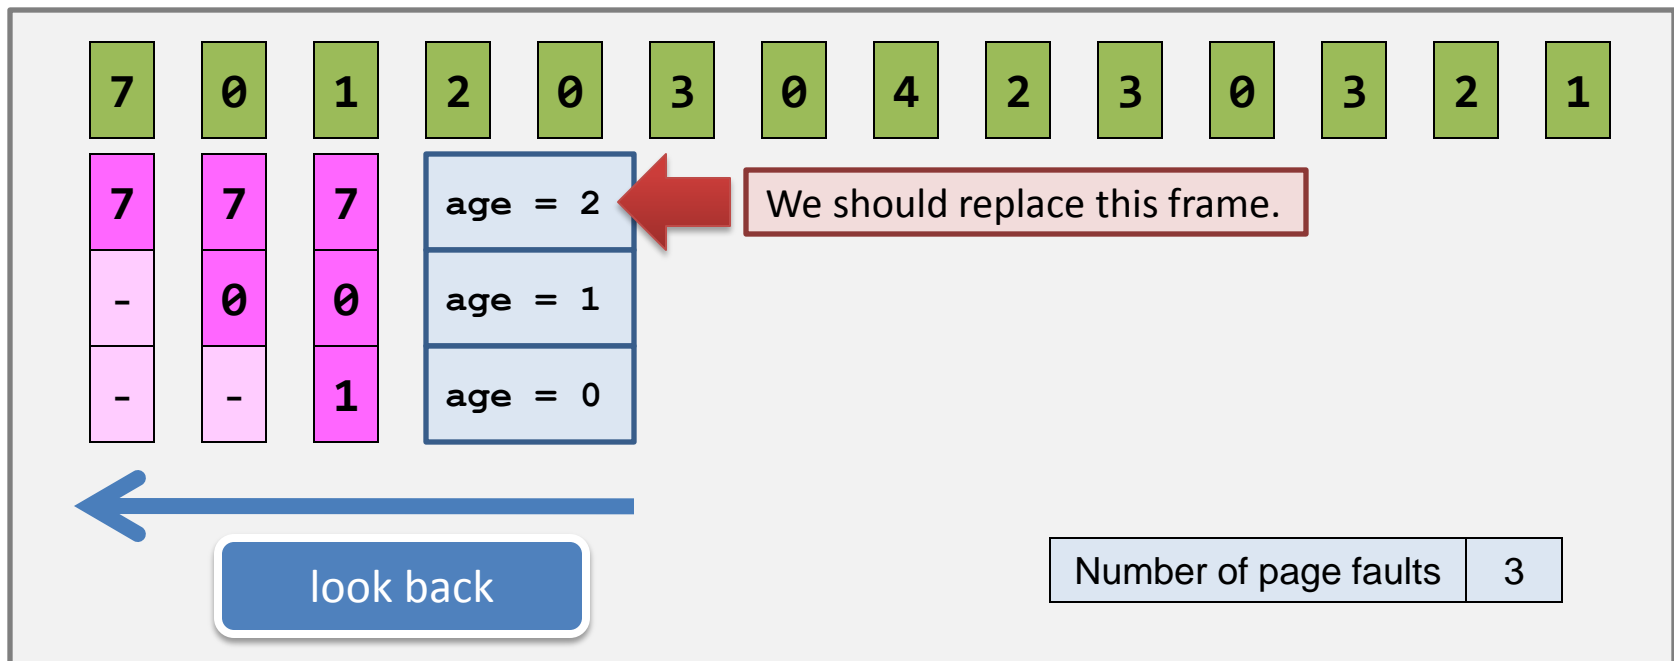 7 0 1 2 0 3 0 4 2 3 0 3 2 1
7 7 7 age = 2 We should replace this frame.
- 0 0 age = 1
- - 1 age = 0
look back
Number of page faults 3